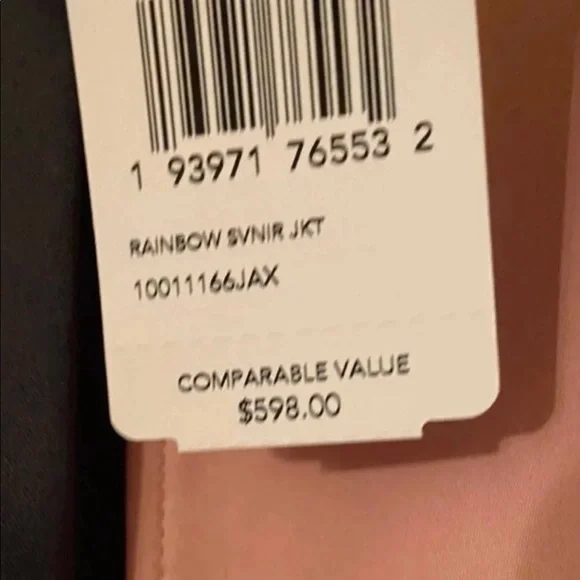 1 93971 76553 2
RAINBOW SVNIR JKT
10011166JAX
COMPARABLE VALUE
$598.00